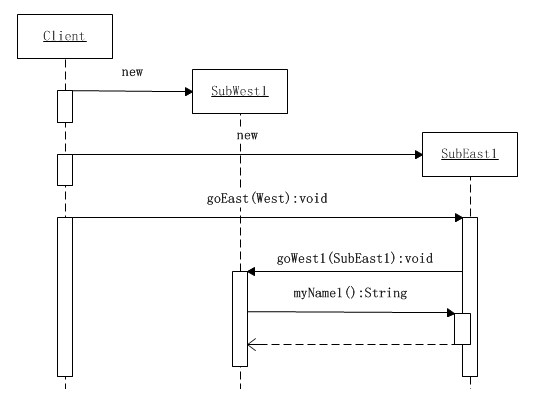 Client
new
SubWest1
new
SubEast1
goEast(West):void
goWest1(SubEast1):void
myName1():String